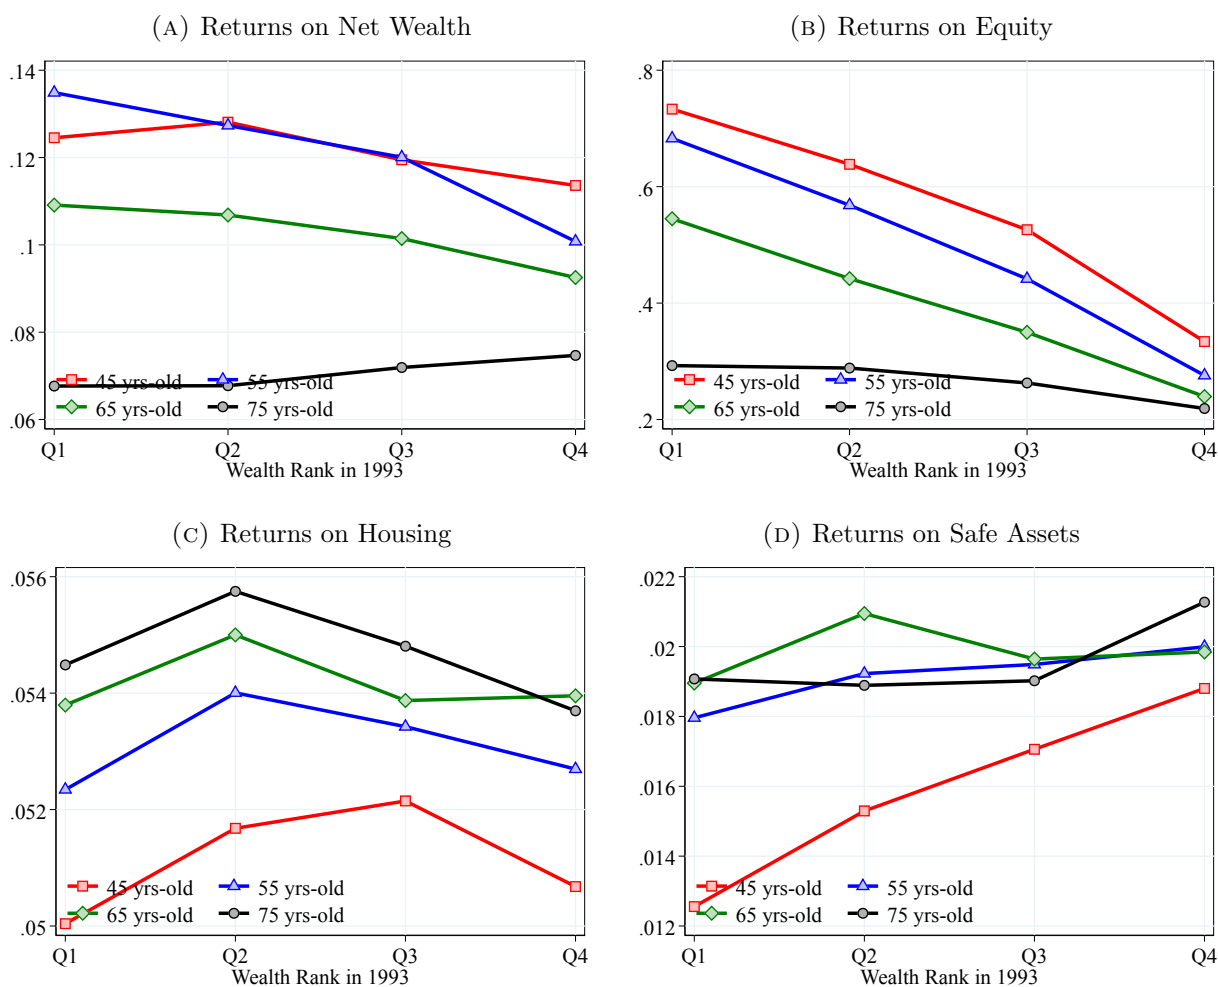 (A) Returns on Net Wealth
.14
.12
.1
.08
.06
45 yrs-old 55 yrs-old
65 yrs-old 75 yrs-old
Q1 Q2 Q3 Q4
Wealth Rank in 1993
(B) Returns on Equity
.8
.6
.4
.2
45 yrs-old 55 yrs-old
65 yrs-old 75 yrs-old
Q1 Q2 Q3 Q4
Wealth Rank in 1993
(C) Returns on Housing
.056
.054
.052
.05
45 yrs-old 55 yrs-old
65 yrs-old 75 yrs-old
Q1 Q2 Q3 Q4
Wealth Rank in 1993
(D) Returns on Safe Assets
.022
.02
.018
.016
.014
.012
45 yrs-old 55 yrs-old
65 yrs-old 75 yrs-old
Q1 Q2 Q3 Q4
Wealth Rank in 1993